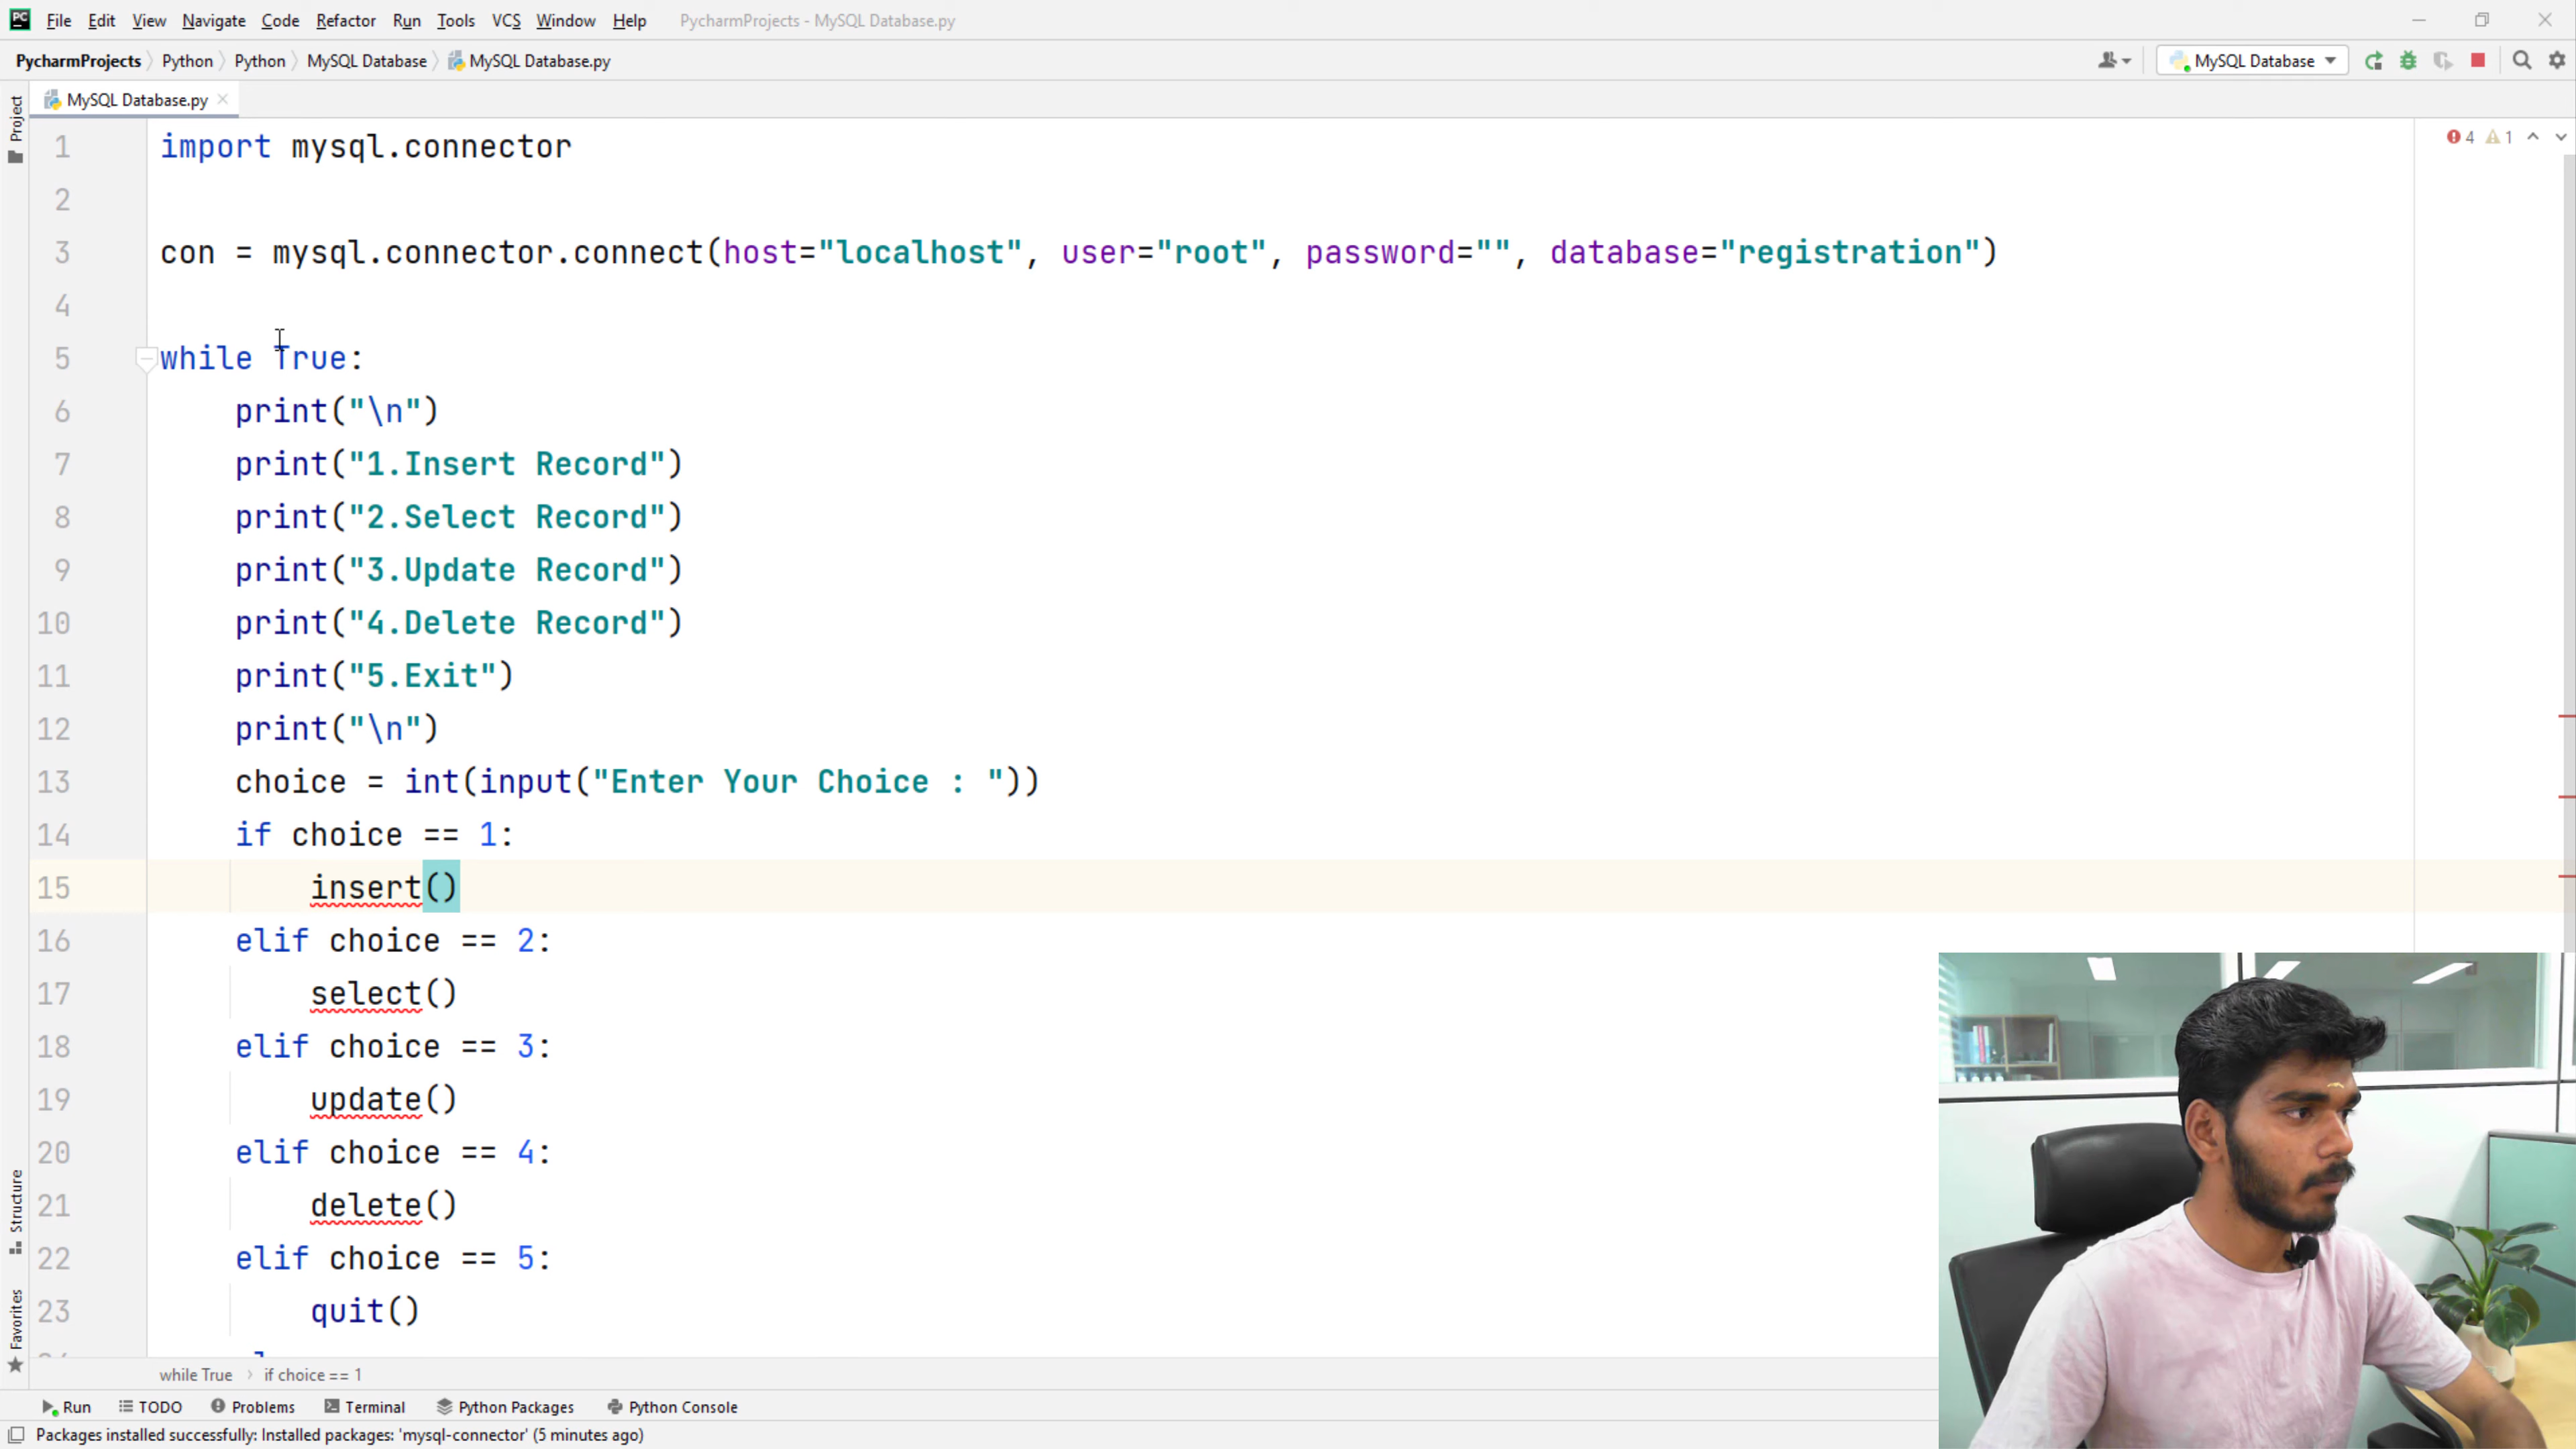 PC File Edit View Navigate Code Refactor Run Tools VCS Window Help PycharmProjects - MySQL Database.py
PycharmProjects Python Python MySQL Database MySQL Database.py MySQL Database
Project
MySQL Database.py
4 1
1 import mysql.connector
2
3 con = mysql.connector.connect(host="localhost", user="root", password="", database="registration")
4
5 while True:
6 print("\n")
7 print("1.Insert Record")
8 print("2.Select Record")
9 print("3.Update Record")
10 print("4.Delete Record")
11 print("5.Exit")
12 print("\n")
13 choice = int(input("Enter Your Choice : "))
14 if choice == 1:
15 insert()
16 elif choice == 2:
17 select()
18 elif choice == 3:
19 update()
20 elif choice == 4:
21 delete()
22 elif choice == 5:
23 quit()
Structure
Favorites
while True if choice == 1
Run TODO Problems Terminal Python Packages Python Console
Packages installed successfully: Installed packages: 'mysql-connector' (5 minutes ago)